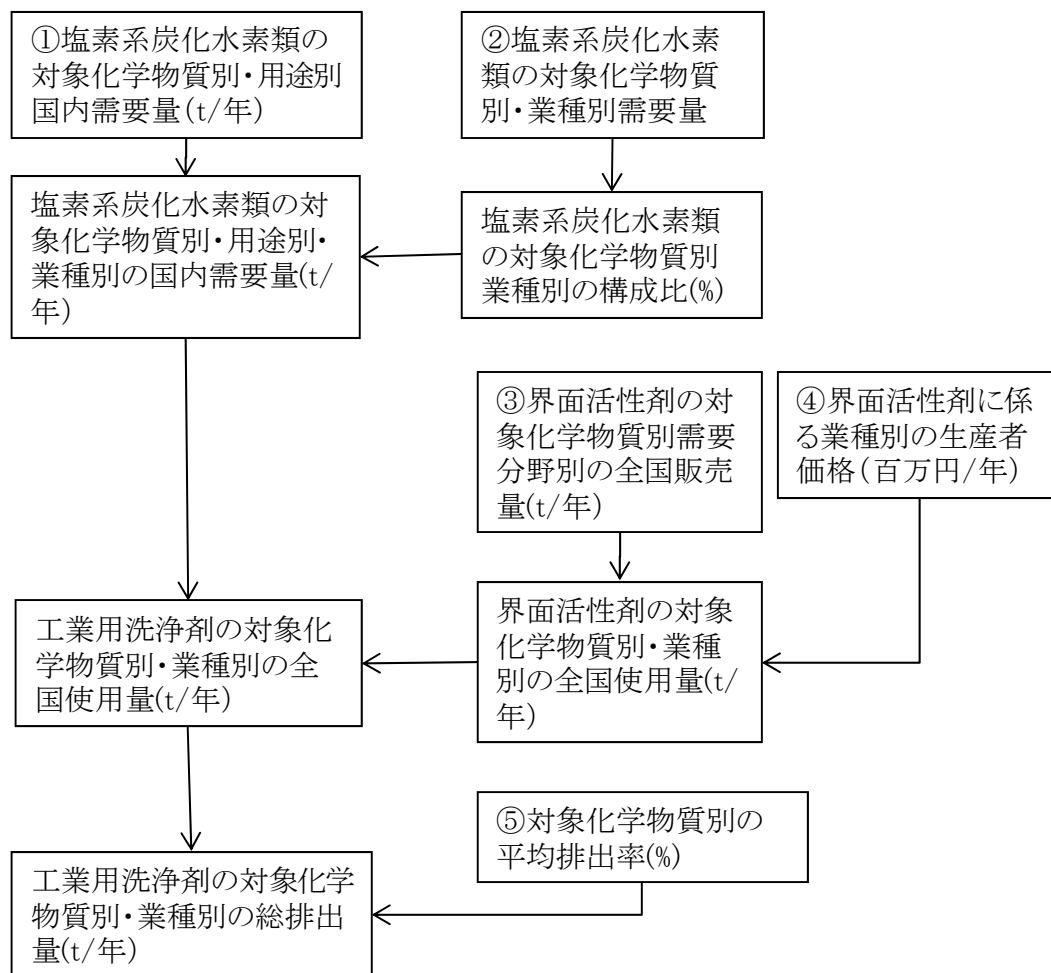 ①塩素系炭化水素類の
対象化学物質別・用途別
国内需要量(t/年)
②塩素系炭化水素
類の対象化学物質
別・業種別需要量
塩素系炭化水素類の対
象化学物質別・用途別・
業種別の国内需要量(t/
年)
塩素系炭化水素類
の対象化学物質別
業種別の構成比(%)
③界面活性剤の対
象化学物質別需要
分野別の全国販売
量(t/年)
④界面活性剤に係
る業種別の生産者
価格(百万円/年)
工業用洗浄剤の対象化
学物質別・業種別の全
国使用量(t/年)
界面活性剤の対象
化学物質別・業種
別の全国使用量(t/
年)
⑤対象化学物質別の
平均排出率(%)
工業用洗浄剤の対象化学
物質別・業種別の総排出
量(t/年)